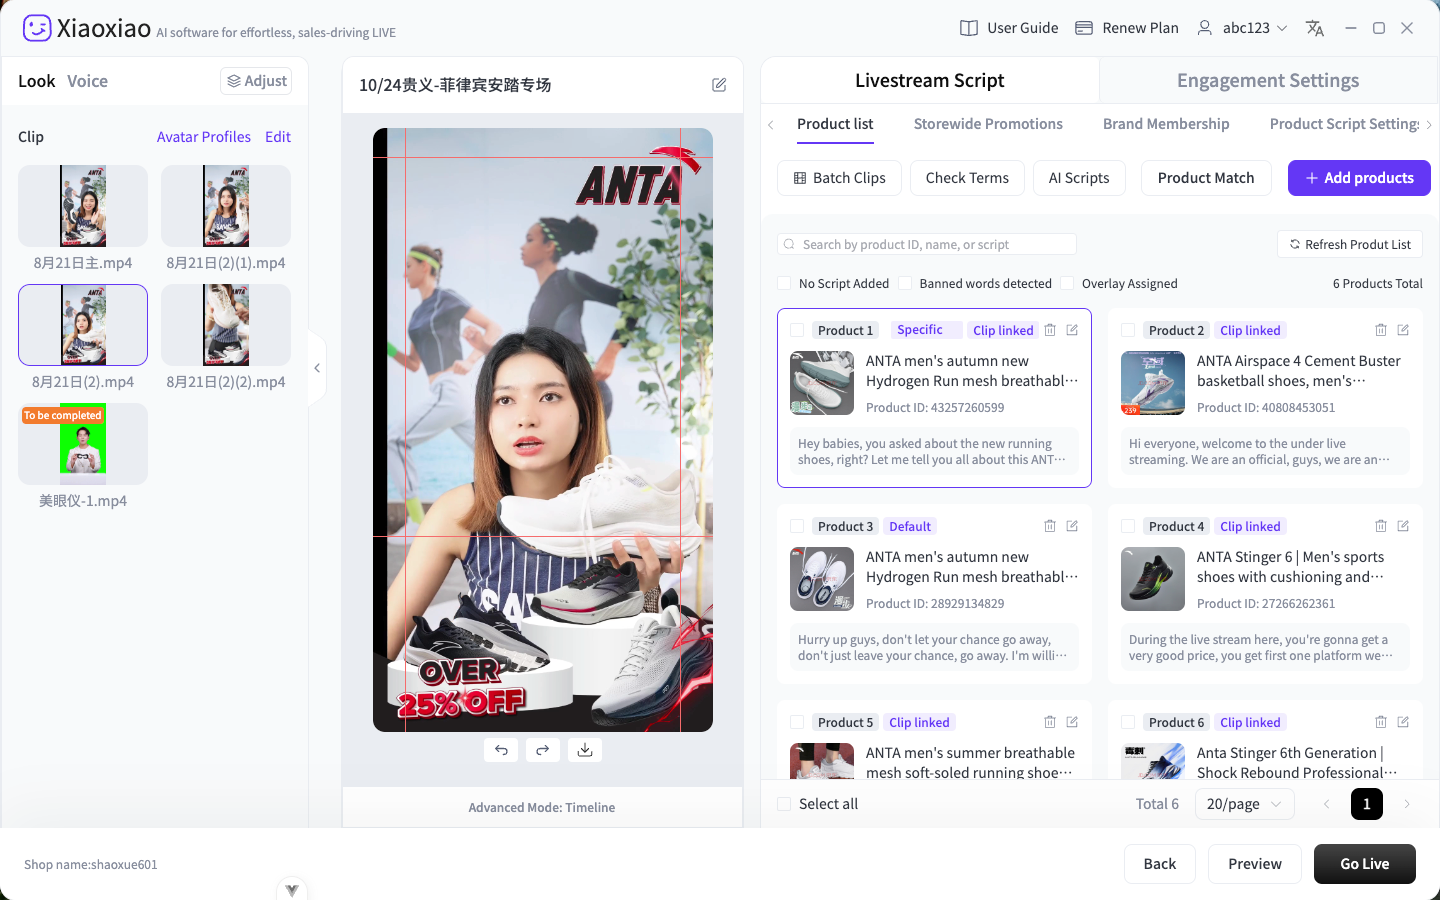 Xiaoxiao AI software for effortless, sales-driving LIVE
User Guide
Renew Plan
abc123
Look
Voice
Adjust
Clip
Avatar Profiles
Edit
8月21日主.mp4
8月21日(2)(1).mp4
8月21日(2).mp4
8月21日(2)(2).mp4
To be completed
美眼仪-1.mp4
10/24贵义-菲律宾安踏专场
ANTA
OVER
25% OFF
Advanced Mode: Timeline
Livestream Script
Engagement Settings
Product list
Storewide Promotions
Brand Membership
Product Script Settings
Batch Clips
Check Terms
AI Scripts
Product Match
Add products
Search by product ID, name, or script
Refresh Produt List
No Script Added
Banned words detected
Overlay Assigned
6 Products Total
Product 1
Specific
Clip linked
ANTA men's autumn new
Hydrogen Run mesh breathabl···
Product ID: 43257260599
Hey babies, you asked about the new running
shoes, right? Let me tell you all about this ANT···
Product 2
Clip linked
239
ANTA Airspace 4 Cement Buster
basketball shoes, men's···
Product ID: 40808453051
Hi everyone, welcome to the under live
streaming. We are an official, guys, we are an···
Product 3
Default
ANTA men's autumn new
Hydrogen Run mesh breathabl···
Product ID: 28929134829
Hurry up guys, don't let your chance go away,
don't just leave your chance, go away. I'm willi···
Product 4
Clip linked
ANTA Stinger 6 | Men's sports
shoes with cushioning and···
Product ID: 27266262361
During the live stream here, you're gonna get a
very good price, you get first one platform we···
Product 5
Clip linked
ANTA men's summer breathable
mesh soft-soled running shoe···
Product 6
Clip linked
Anta Stinger 6th Generation |
Shock Rebound Professional···
Select all
Total 6
20/page
1
Shop name:shaoxue601
Back
Preview
Go Live